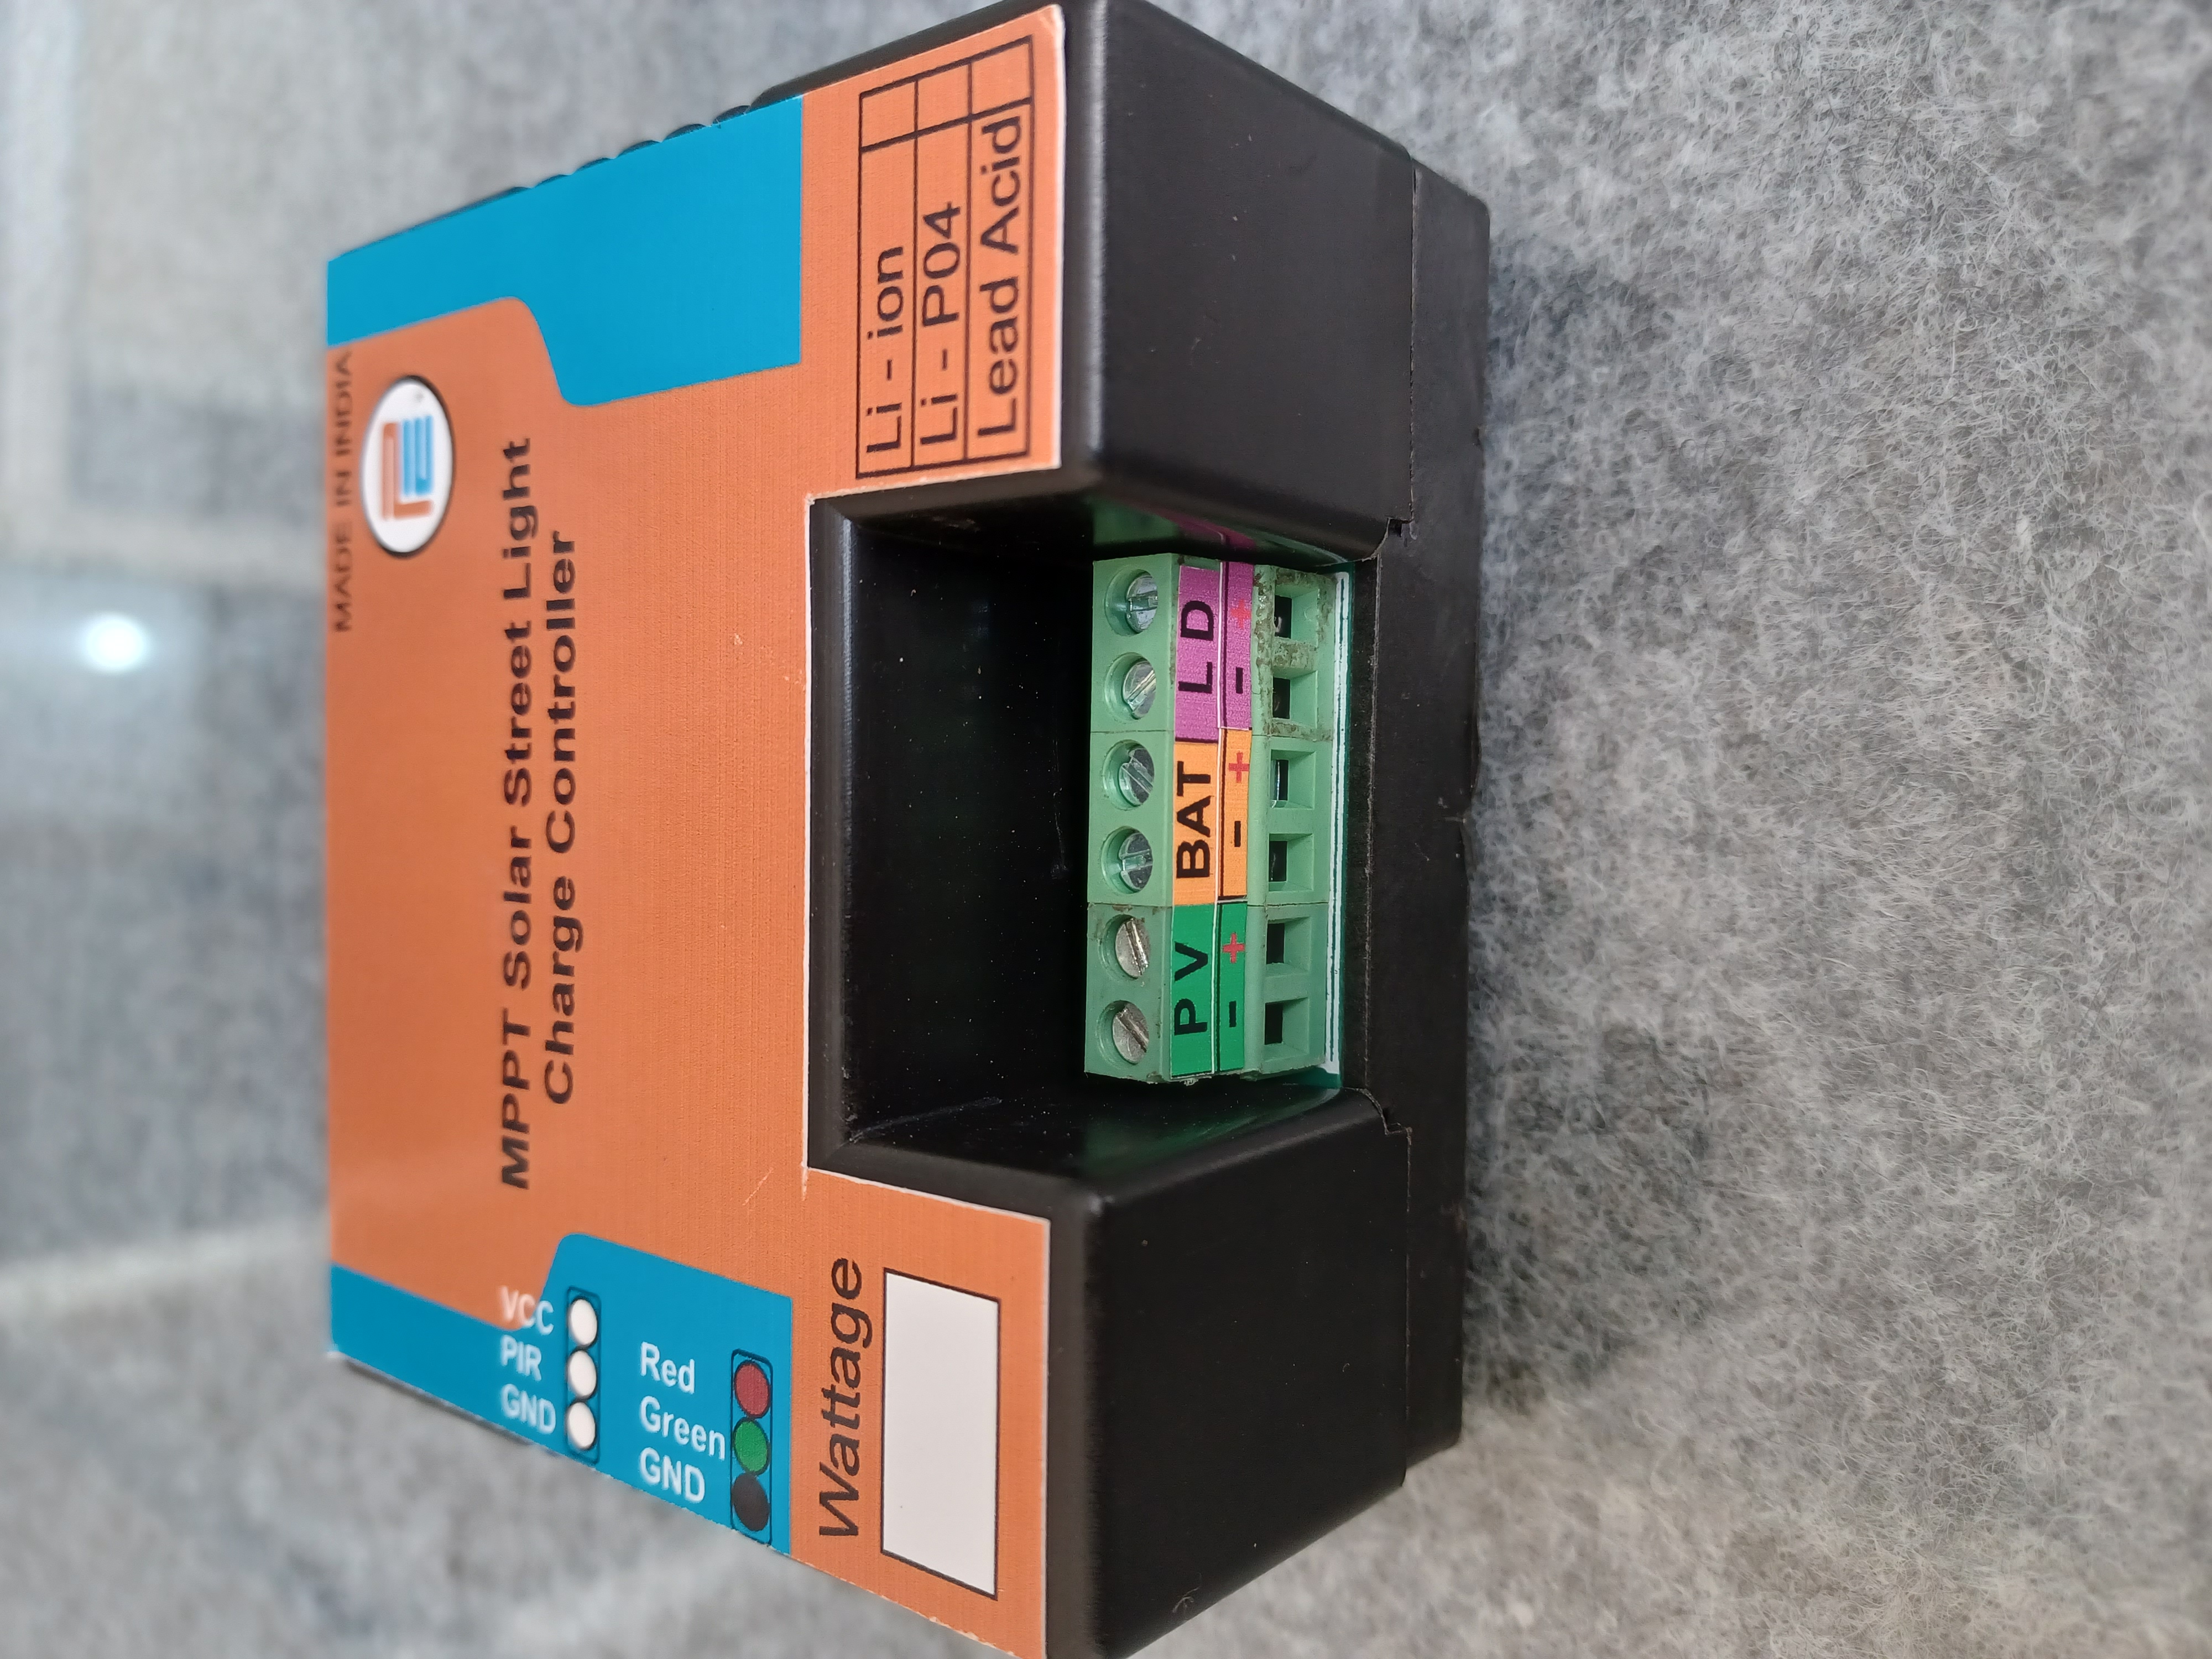 MADE IN INDIA
MPPT Solar Street Light
Charge Controller
VCC
PIR
GND
Red
Green
GND
Wattage
Li - ion
Li - P04
Lead Acid
PV BAT LD
- + - + - +